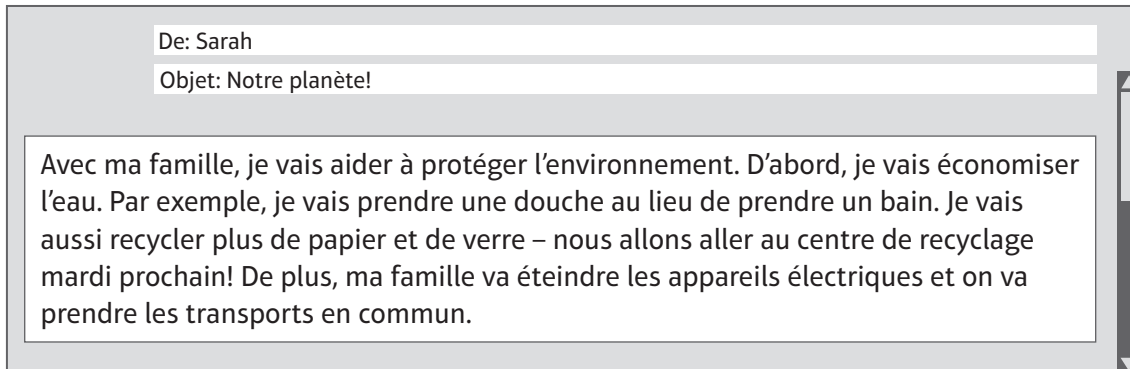 De: Sarah
Objet: Notre planète!
Avec ma famille, je vais aider à protéger l'environnement. D'abord, je vais économiser
l'eau. Par exemple, je vais prendre une douche au lieu de prendre un bain. Je vais
aussi recycler plus de papier et de verre – nous allons aller au centre de recyclage
mardi prochain! De plus, ma famille va éteindre les appareils électriques et on va
prendre les transports en commun.